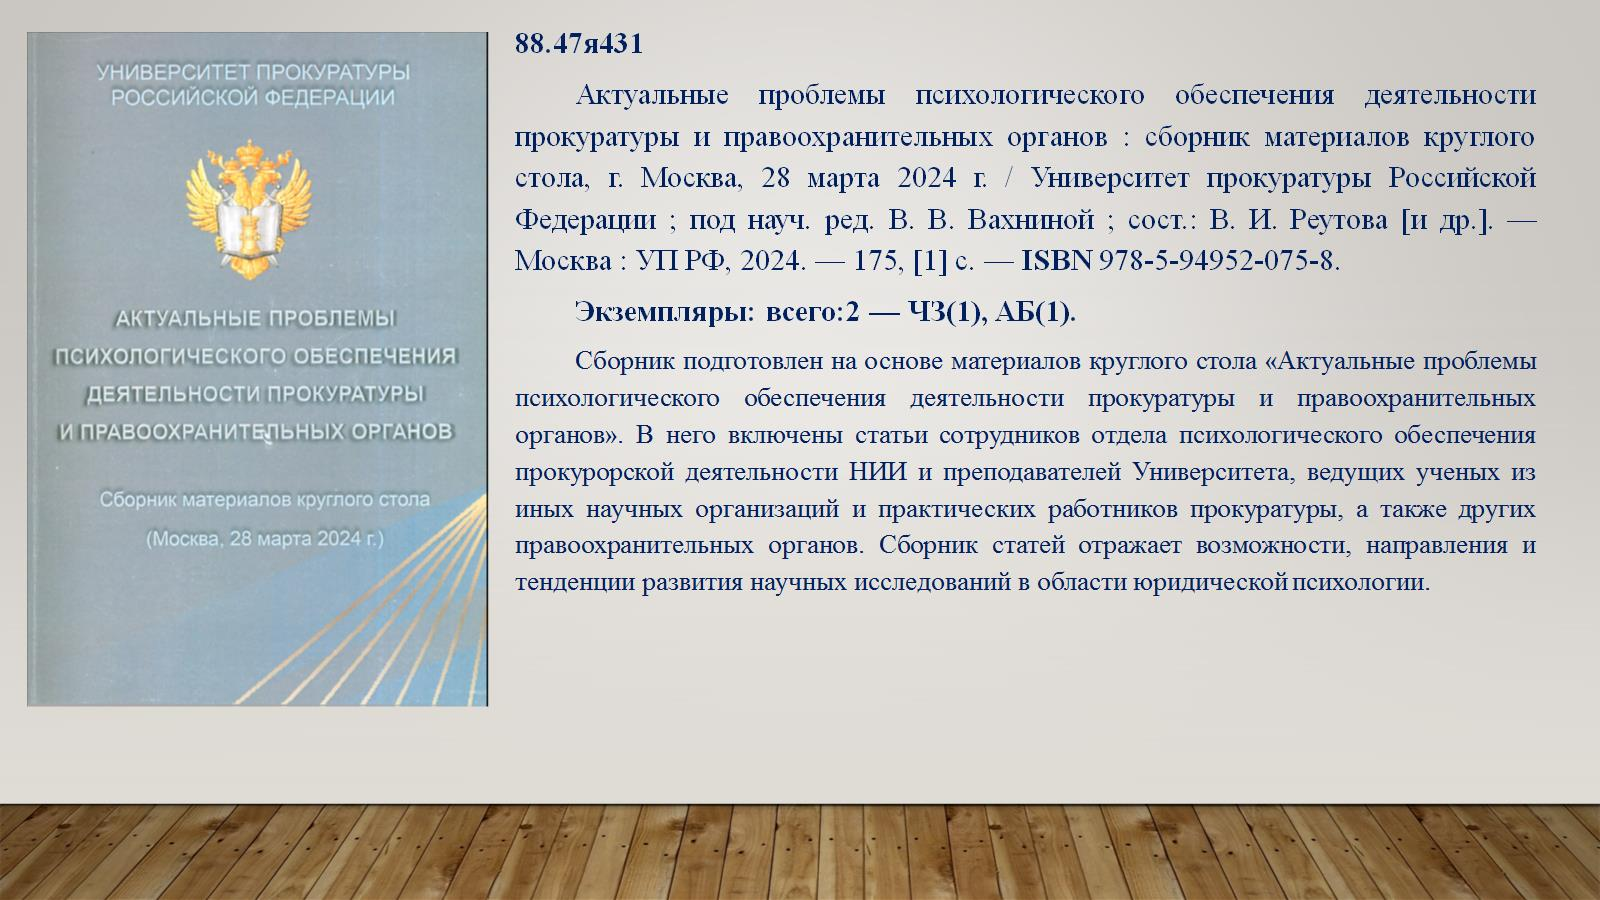 УНИВЕРСИТЕТ ПРОКУРАТУРЫ
РОССИЙСКОЙ ФЕДЕРАЦИИ
АКТУАЛЬНЫЕ ПРОБЛЕМЫ
ПСИХОЛОГИЧЕСКОГО ОБЕСПЕЧЕНИЯ
ДЕЯТЕЛЬНОСТИ ПРОКУРАТУРЫ
И ПРАВООХРАНИТЕЛЬНЫХ ОРГАНОВ
Сборник материалов круглого стола
(Москва, 28 марта 2024 г.)
88.47я431
Актуальные проблемы психологического обеспечения деятельности
прокуратуры и правоохранительных органов : сборник материалов круглого
стола, г. Москва, 28 марта 2024 г. / Университет прокуратуры Российской
Федерации ; под науч. ред. В. В. Вахниной ; сост.: В. И. Реутова [и др.]. —
Москва : УП РФ, 2024. — 175, [1] с. — ISBN 978-5-94952-075-8.
Экземпляры: всего:2 — ЧЗ(1), АБ(1).
Сборник подготовлен на основе материалов круглого стола «Актуальные проблемы
психологического обеспечения деятельности прокуратуры и правоохранительных
органов». В него включены статьи сотрудников отдела психологического обеспечения
прокурорской деятельности НИИ и преподавателей Университета, ведущих ученых из
иных научных организаций и практических работников прокуратуры, а также других
правоохранительных органов. Сборник статей отражает возможности, направления и
тенденции развития научных исследований в области юридической психологии.